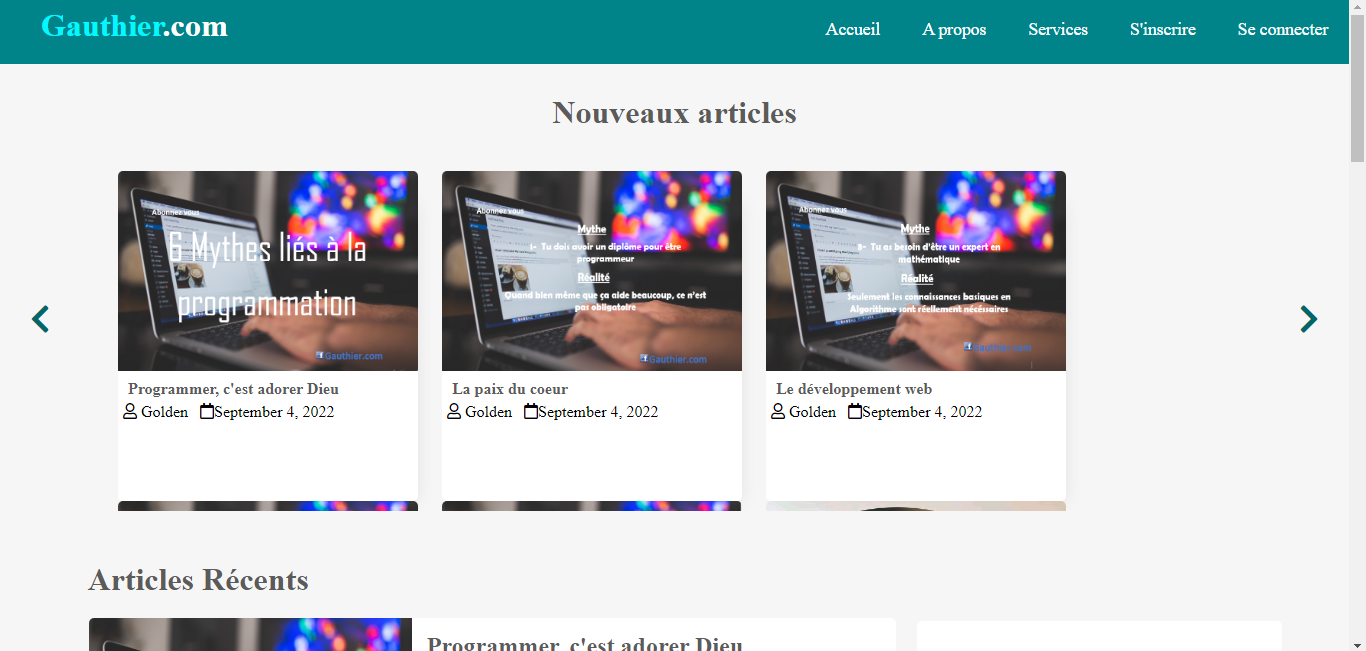 Gauthier.com
Accueil A propos Services S'inscrire Se connecter
Nouveaux articles
Abonnez vous
6 Mythes liés à la
programmation
Gauthier.com
Programmer, c'est adorer Dieu
Golden September 4, 2022
Abonnez vous
Mythe
1- Tu dois avoir un diplôme pour être
programmeur
Réalité
Quand bien même que ça aide beaucoup, ce n'est
pas obligatoire
Gauthier.com
La paix du coeur
Golden September 4, 2022
Abonnez vous
Mythe
Tu as besoin d'être un expert en
mathématique
Réalité
Seulement les connaissances basiques en
Algorithme sont réellement nécéssaires
Gauthier.com
Le développement web
Golden September 4, 2022
Articles Récents
Programmer, c'est adorer Dieu